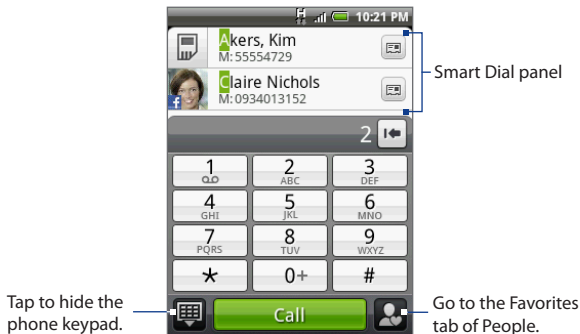 10:21 PM
Akers, Kim
M: 55554729
Claire Nichols
M: 0934013152
Smart Dial panel
2
1 2 ABC 3 DEF
4 GHI 5 JKL 6 MNO
7 PQRS 8 TUV 9 WXYZ
* 0+ #
Tap to hide the
phone keypad.
Call
Go to the Favorites
tab of People.